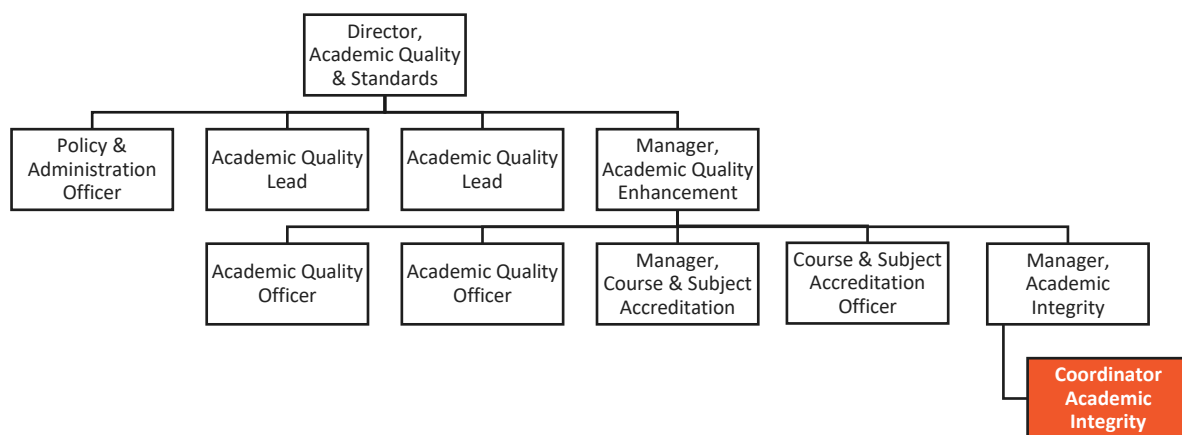 Director,
Academic Quality
& Standards
Policy &
Administration
Officer
Academic Quality
Lead
Academic Quality
Lead
Manager,
Academic Quality
Enhancement
Academic Quality
Officer
Academic Quality
Officer
Manager,
Course & Subject
Accreditation
Course & Subject
Accreditation
Officer
Manager,
Academic
Integrity
Coordinator
Academic
Integrity